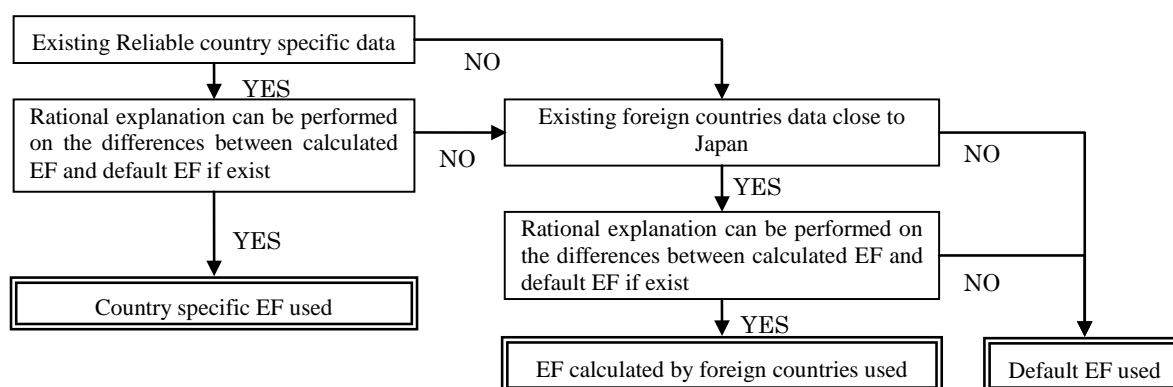 Existing Reliable country specific data
NO
YES
Rational explanation can be performed
on the differences between calculated
EF and default EF if exist
NO
Existing foreign countries data close to
Japan
NO
YES
YES
Rational explanation can be performed on
the differences between calculated EF and
default EF if exist
NO
Country specific EF used
YES
EF calculated by foreign countries used
Default EF used